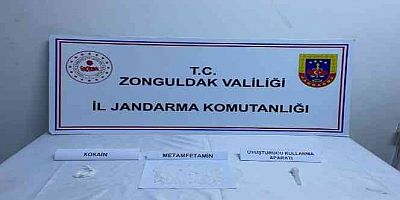 T.C.
ZONGULDAK VALİLİĞİ
İL JANDARMA KOMUTANLIĞI
KOKAİN
METAMFETAMİN
UYUŞTURUCU KULLANMA
APARATI